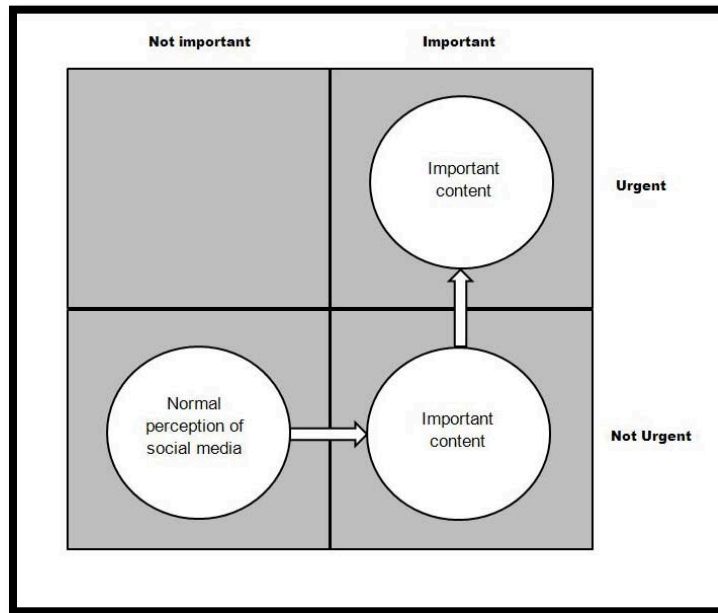 Not important
Important
Important
content
Urgent
Normal
perception of
social media
Important
content
Not Urgent